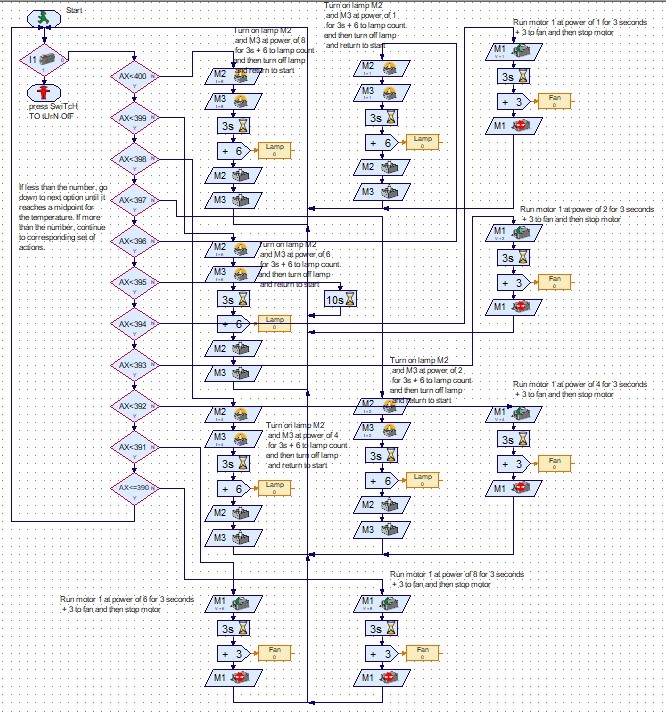 Start
I1
press SwiTcH
TO tUrN OfF
If less than the number, go
down to next option until it
reaches a midpoint for
the temperature. If more
than the number, continue
to corresponding set of
actions.
AX<400
N
Y
AX<399
N
Y
AX<398
N
Y
AX<397
N
Y
AX<396
N
Y
AX<395
N
Y
AX<394
N
Y
AX<393
N
Y
AX<392
N
Y
AX<391
N
Y
AX<=390
N
Y
Turn on lamp M2
and M3 at power of 8
for 3s + 6 to lamp count
and then turn off lamp
and return to start
M2
M3
3s
+ 6
Lamp
0
M2
M3
Turn on lamp M2
and M3 at power of 1
for 3s + 6 to lamp count
and then turn off lamp
and return to start
M2
M3
3s
+ 6
Lamp
0
M2
M3
Run motor 1 at power of 1 for 3 seconds
+ 3 to fan and then stop motor
M1
3s
+ 3
Fan
0
M1
Turn on lamp M2
and M3 at power of 6
for 3s + 6 to lamp count
and then turn off lamp
and return to start
M2
M3
3s
+ 6
Lamp
0
M2
M3
10s
Run motor 1 at power of 2 for 3 seconds
+ 3 to fan and then stop motor
M1
3s
+ 3
Fan
0
M1
Turn on lamp M2
and M3 at power of 4
for 3s + 6 to lamp count
and then turn off lamp
and return to start
M2
M3
3s
+ 6
Lamp
0
M2
M3
Turn on lamp M2
and M3 at power of 2
for 3s + 6 to lamp count
and then turn off lamp
and return to start
M2
M3
3s
+ 6
Lamp
0
M2
M3
Run motor 1 at power of 4 for 3 seconds
+ 3 to fan and then stop motor
M1
3s
+ 3
Fan
0
M1
Run motor 1 at power of 6 for 3 seconds
+ 3 to fan and then stop motor
M1
3s
+ 3
Fan
0
M1
Run motor 1 at power of 8 for 3 seconds
+ 3 to fan and then stop motor
M1
3s
+ 3
Fan
0
M1